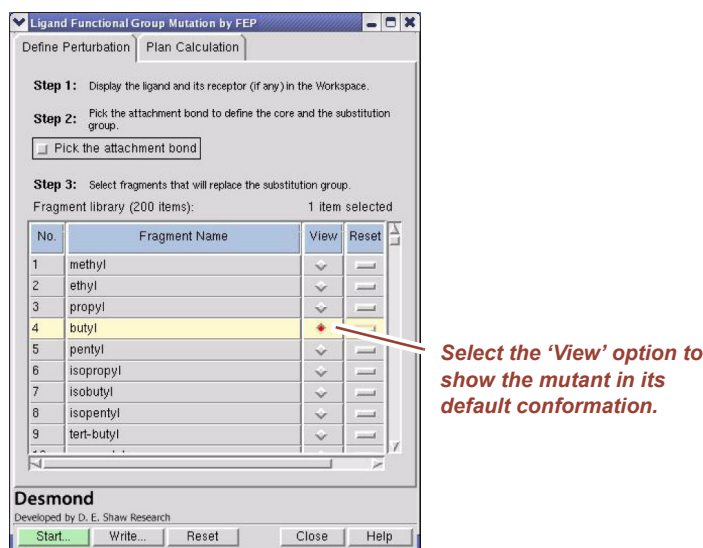 Ligand Functional Group Mutation by FEP
Define Perturbation Plan Calculation
Step 1: Display the ligand and its receptor (if any) in the Workspace.
Step 2: Pick the attachment bond to define the core and the substitution
group.
Pick the attachment bond
Step 3: Select fragments that will replace the substitution group.
Fragment library (200 items): 1 item selected
No. Fragment Name View Reset
1 methyl
2 ethyl
3 propyl
4 butyl
5 pentyl
6 isopropyl
7 isobutyl
8 isopentyl
9 tert-butyl
Select the ‘View’ option to
show the mutant in its
default conformation.
Desmond
Developed by D. E. Shaw Research
Start... Write... Reset Close Help